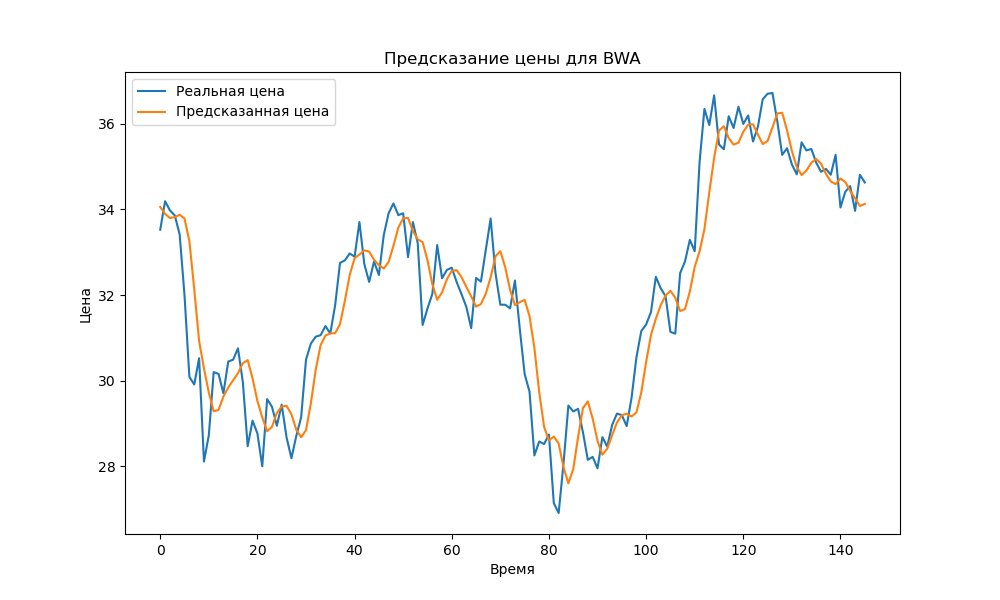 Предсказание цены для BWA
Реальная цена
Предсказанная цена
Цена
36
34
32
30
28
0 20 40 60 80 100 120 140
Время